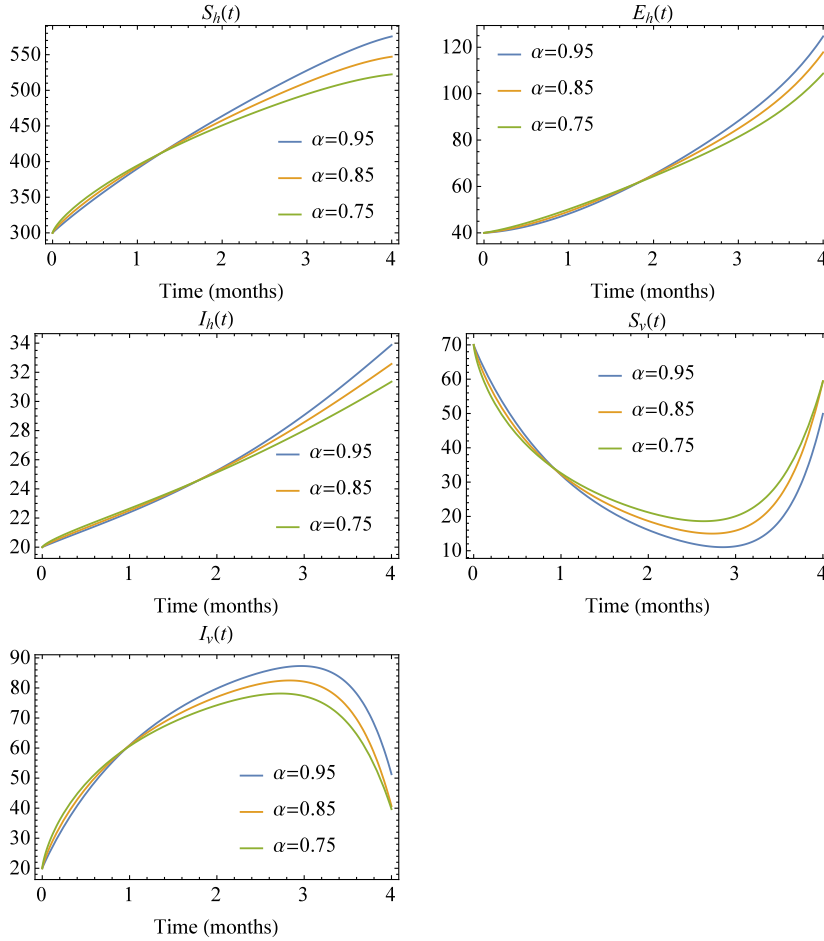 S_h(t)
550
500
450
400
350
300
α=0.95
α=0.85
α=0.75
0 1 2 3 4
Time (months)
E_h(t)
120
100
80
60
40
α=0.95
α=0.85
α=0.75
0 1 2 3 4
Time (months)
I_h(t)
34
32
30
28
26
24
22
20
α=0.95
α=0.85
α=0.75
0 1 2 3 4
Time (months)
S_v(t)
70
60
50
40
30
20
10
α=0.95
α=0.85
α=0.75
0 1 2 3 4
Time (months)
I_v(t)
90
80
70
60
50
40
30
20
α=0.95
α=0.85
α=0.75
0 1 2 3 4
Time (months)